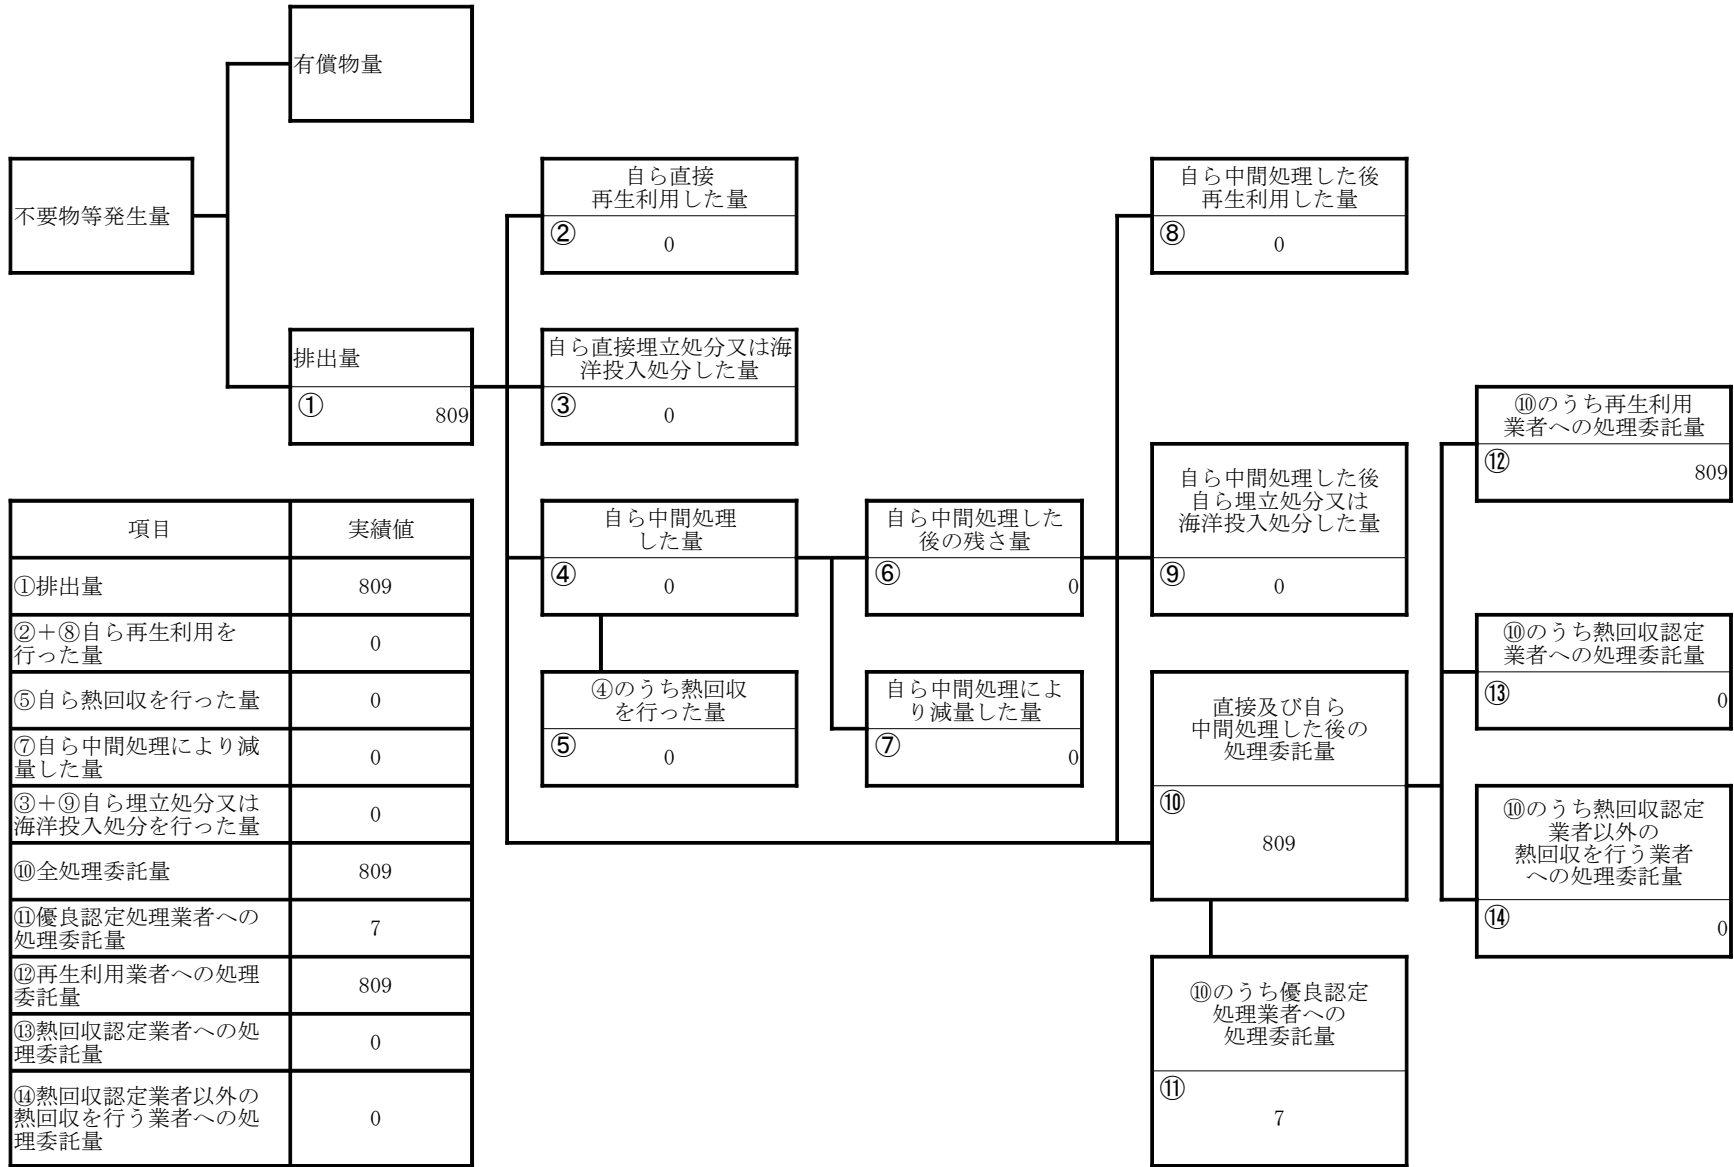 有償物量
不要物等発生量
自ら直接
再生利用した量
②
0
自ら中間処理した後
再生利用した量
⑧
0
排出量
①
809
自ら直接埋立処分又は海
洋投入処分した量
③
0
⑩のうち再生利用
業者への処理委託量
⑫
809
自ら中間処理
した量
④
0
自ら中間処理した
後の残さ量
⑥
0
自ら中間処理した後
自ら埋立処分又は
海洋投入処分した量
⑨
0
⑩のうち熱回収認定
業者への処理委託量
⑬
0
④のうち熱回収
を行った量
⑤
0
自ら中間処理によ
り減量した量
⑦
0
直接及び自ら
中間処理した後の
処理委託量
⑩
809
⑩のうち熱回収認定
業者以外の
熱回収を行う業者
への処理委託量
⑭
0
⑩のうち優良認定
処理業者への
処理委託量
⑪
7
項目 実績値
①排出量 809
②+⑧自ら再生利用を
行った量 0
⑤自ら熱回収を行った量 0
⑦自ら中間処理により減
量した量 0
③+⑨自ら埋立処分又は
海洋投入処分を行った量 0
⑩全処理委託量 809
⑪優良認定処理業者への
処理委託量 7
⑫再生利用業者への処理
委託量 809
⑬熱回収認定業者への処
理委託量 0
⑭熱回収認定業者以外の
熱回収を行う業者への処
理委託量 0